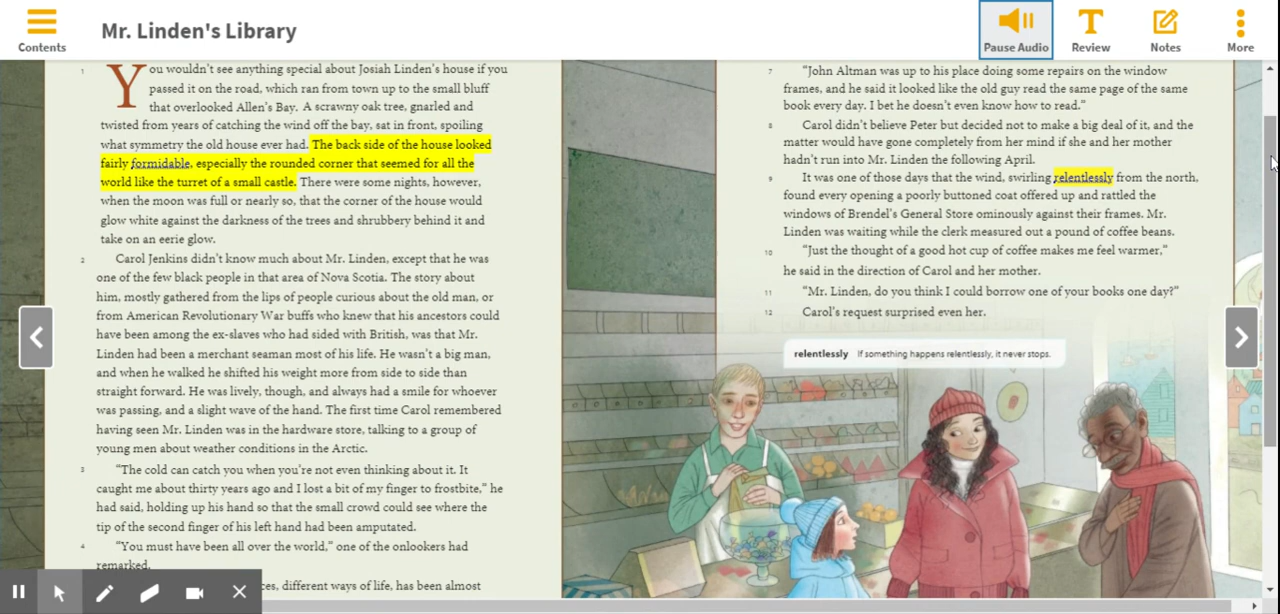 Contents
Mr. Linden's Library
Pause Audio
Review
Notes
More
1
You wouldn't see anything special about Josiah Linden's house if you
passed it on the road, which ran from town up to the small bluff
that overlooked Allen's Bay. A scrawny oak tree, gnarled and
twisted from years of catching the wind off the bay, sat in front, spoiling
what symmetry the old house ever had. The back side of the house looked
fairly formidable, especially the rounded corner that seemed for all the
world like the turret of a small castle. There were some nights, however,
when the moon was full or nearly so, that the corner of the house would
glow white against the darkness of the trees and shrubbery behind it and
take on an eerie glow.
2
Carol Jenkins didn't know much about Mr. Linden, except that he was
one of the few black people in that area of Nova Scotia. The story about
him, mostly gathered from the lips of people curious about the old man, or
from American Revolutionary War buffs who knew that his ancestors could
have been among the ex-slaves who had sided with British, was that Mr.
Linden had been a merchant seaman most of his life. He wasn't a big man,
and when he walked he shifted his weight more from side to side than
straight forward. He was lively, though, and always had a smile for whoever
was passing, and a slight wave of the hand. The first time Carol remembered
having seen Mr. Linden was in the hardware store, talking to a group of
young men about weather conditions in the Arctic.
3
“The cold can catch you when you're not even thinking about it. It
caught me about thirty years ago and I lost a bit of my finger to frostbite,” he
had said, holding up his hand so that the small crowd could see where the
tip of the second finger of his left hand had been amputated.
4
“You must have been all over the world,” one of the onlookers had
remarked.
ces, different ways of life, has been almost
7
“John Altman was up to his place doing some repairs on the window
frames, and he said it looked like the old guy read the same page of the same
book every day. I bet he doesn't even know how to read.”
8
Carol didn't believe Peter but decided not to make a big deal of it, and the
matter would have gone completely from her mind if she and her mother
hadn't run into Mr. Linden the following April.
9
It was one of those days that the wind, swirling relentlessly from the north,
found every opening a poorly buttoned coat offered up and rattled the
windows of Brendel's General Store ominously against their frames. Mr.
Linden was waiting while the clerk measured out a pound of coffee beans.
10
“Just the thought of a good hot cup of coffee makes me feel warmer,”
he said in the direction of Carol and her mother.
11
“Mr. Linden, do you think I could borrow one of your books one day?”
12
Carol's request surprised even her.
relentlessly If something happens relentlessly, it never stops.